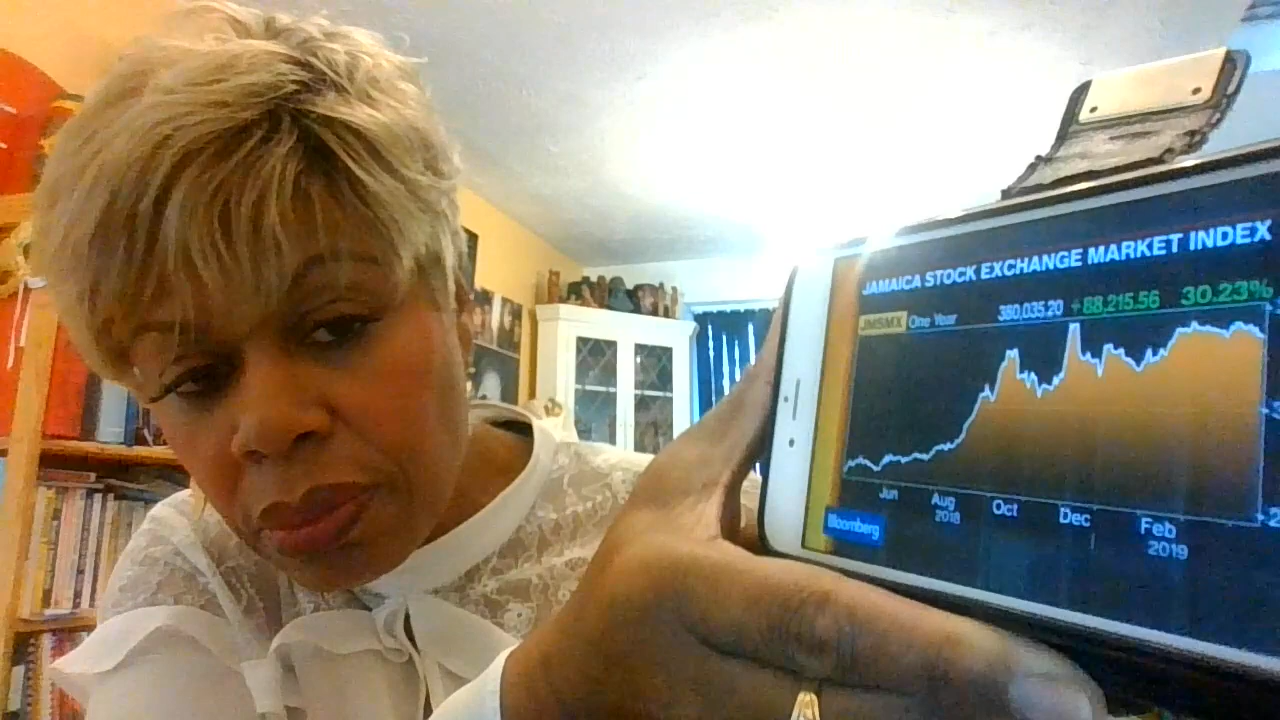 JAMAICA STOCK EXCHANGE MARKET INDEX
JMSMX One Year 380,035.20 +88,215.56 30.23%
Jun Aug Oct Dec Feb
2018 2019
Bloomberg